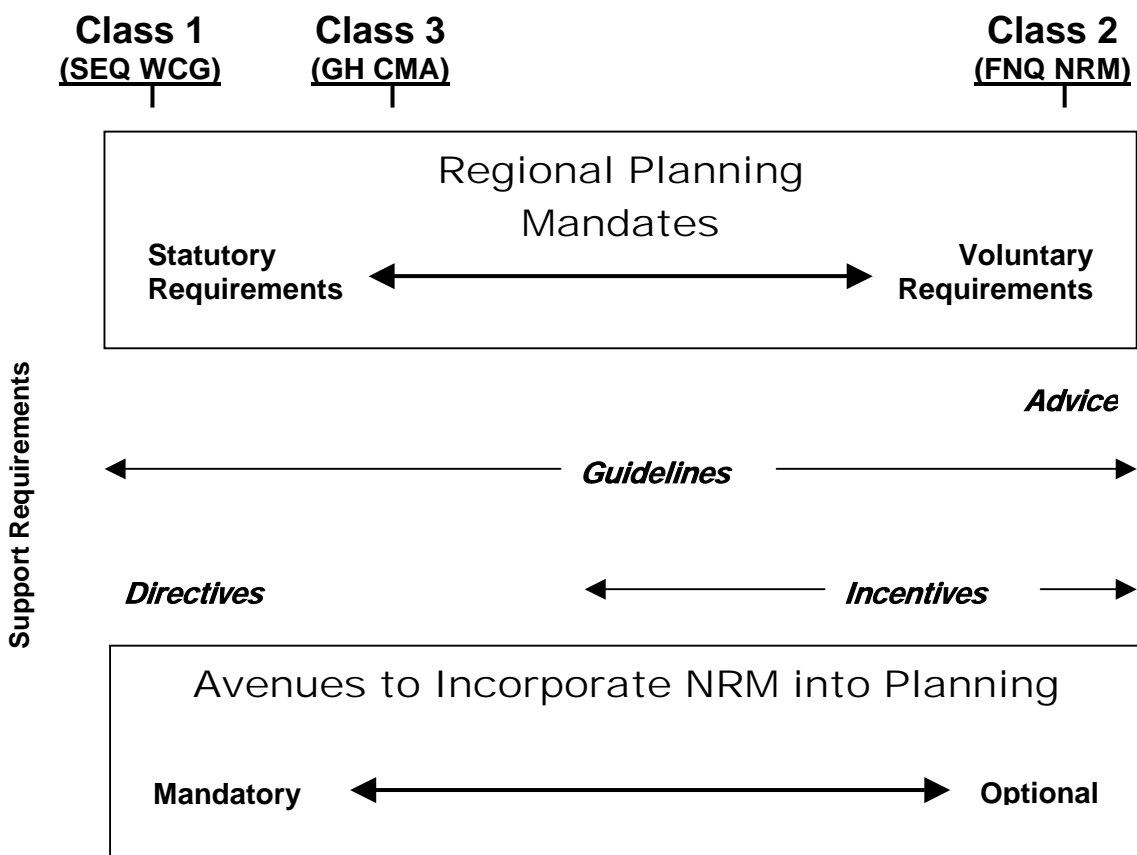 Class 1
(SEQ WCG)
Class 3
(GH CMA)
Class 2
(FNQ NRM)
Regional Planning
Mandates
Statutory
Requirements
Voluntary
Requirements
Support Requirements
Advice
Guidelines
Directives
Incentives
Avenues to Incorporate NRM into Planning
Mandatory
Optional